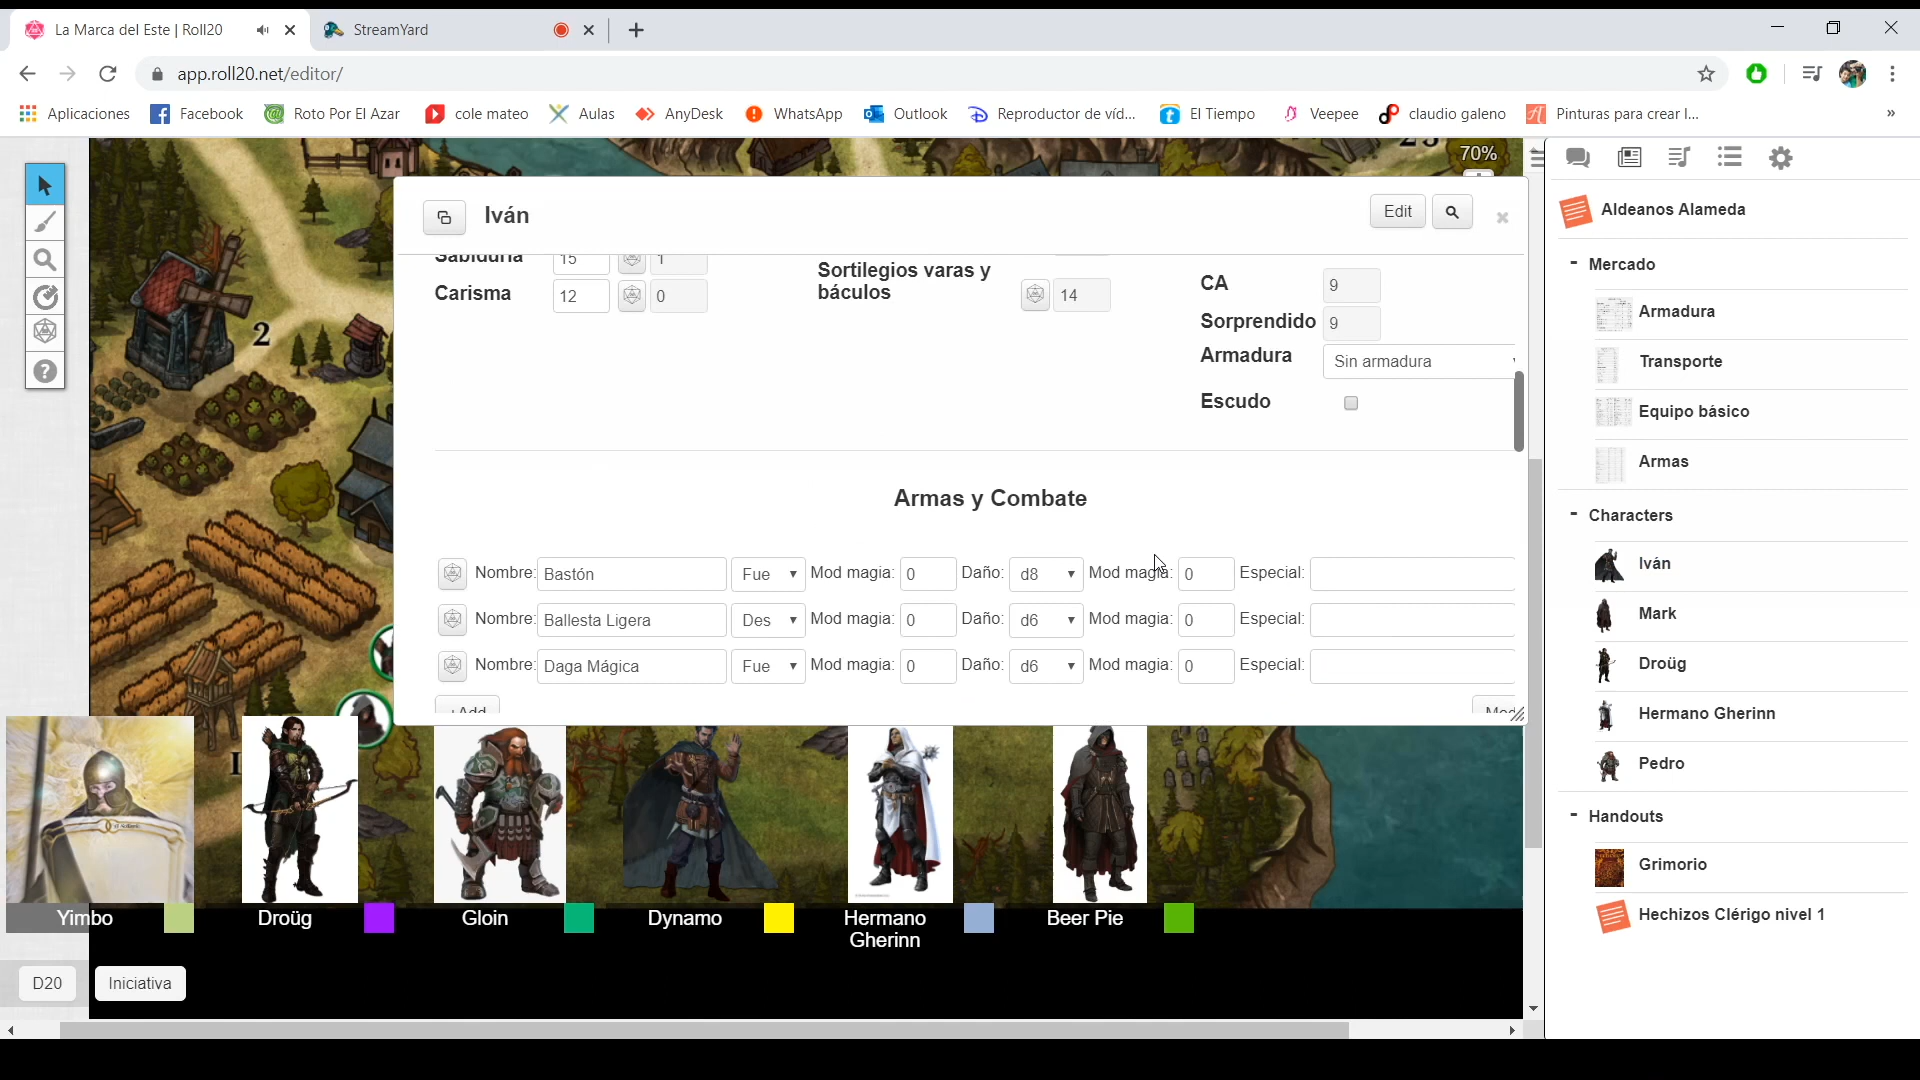 La Marca del Este | Roll20
StreamYard
app.roll20.net/editor/
Aplicaciones
Facebook
Roto Por El Azar
cole mateo
Aulas
AnyDesk
WhatsApp
Outlook
Reproductor de víd...
El Tiempo
Veepee
claudio galeno
Pinturas para crear l...
»
70%
2
Iván
Edit
Sabiduría 15 1
Carisma 12 0
Sortilegios varas y
báculos 14
CA 9
Sorprendido 9
Armadura Sin armadura
Escudo
Armas y Combate
Nombre: Bastón Fue Mod magia: 0 Daño: d8 Mod magia: 0 Especial:
Nombre: Ballesta Ligera Des Mod magia: 0 Daño: d6 Mod magia: 0 Especial:
Nombre: Daga Mágica Fue Mod magia: 0 Daño: d6 Mod magia: 0 Especial:
+Add
Yimbo
Droüg
Gloin
Dynamo
Hermano
Gherinn
Beer Pie
D20
Iniciativa
Aldeanos Alameda
- Mercado
Armadura
Transporte
Equipo básico
Armas
- Characters
Iván
Mark
Droüg
Hermano Gherinn
Pedro
- Handouts
Grimorio
Hechizos Clérigo nivel 1